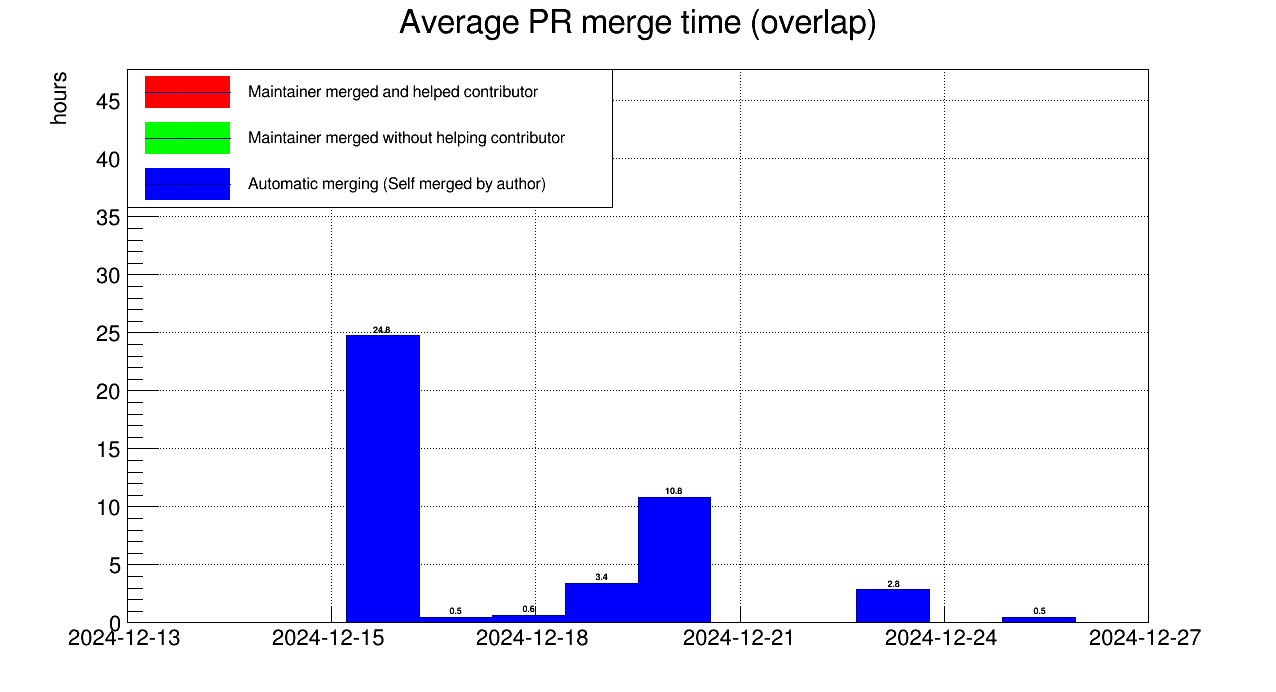 Average PR merge time (overlap)
hours
Maintainer merged and helped contributor
Maintainer merged without helping contributor
Automatic merging (Self merged by author)
45
40
35
30
25
20
15
10
5
0
24.8
0.5
0.6
3.4
10.8
2.8
0.5
2024-12-13 2024-12-15 2024-12-18 2024-12-21 2024-12-24 2024-12-27